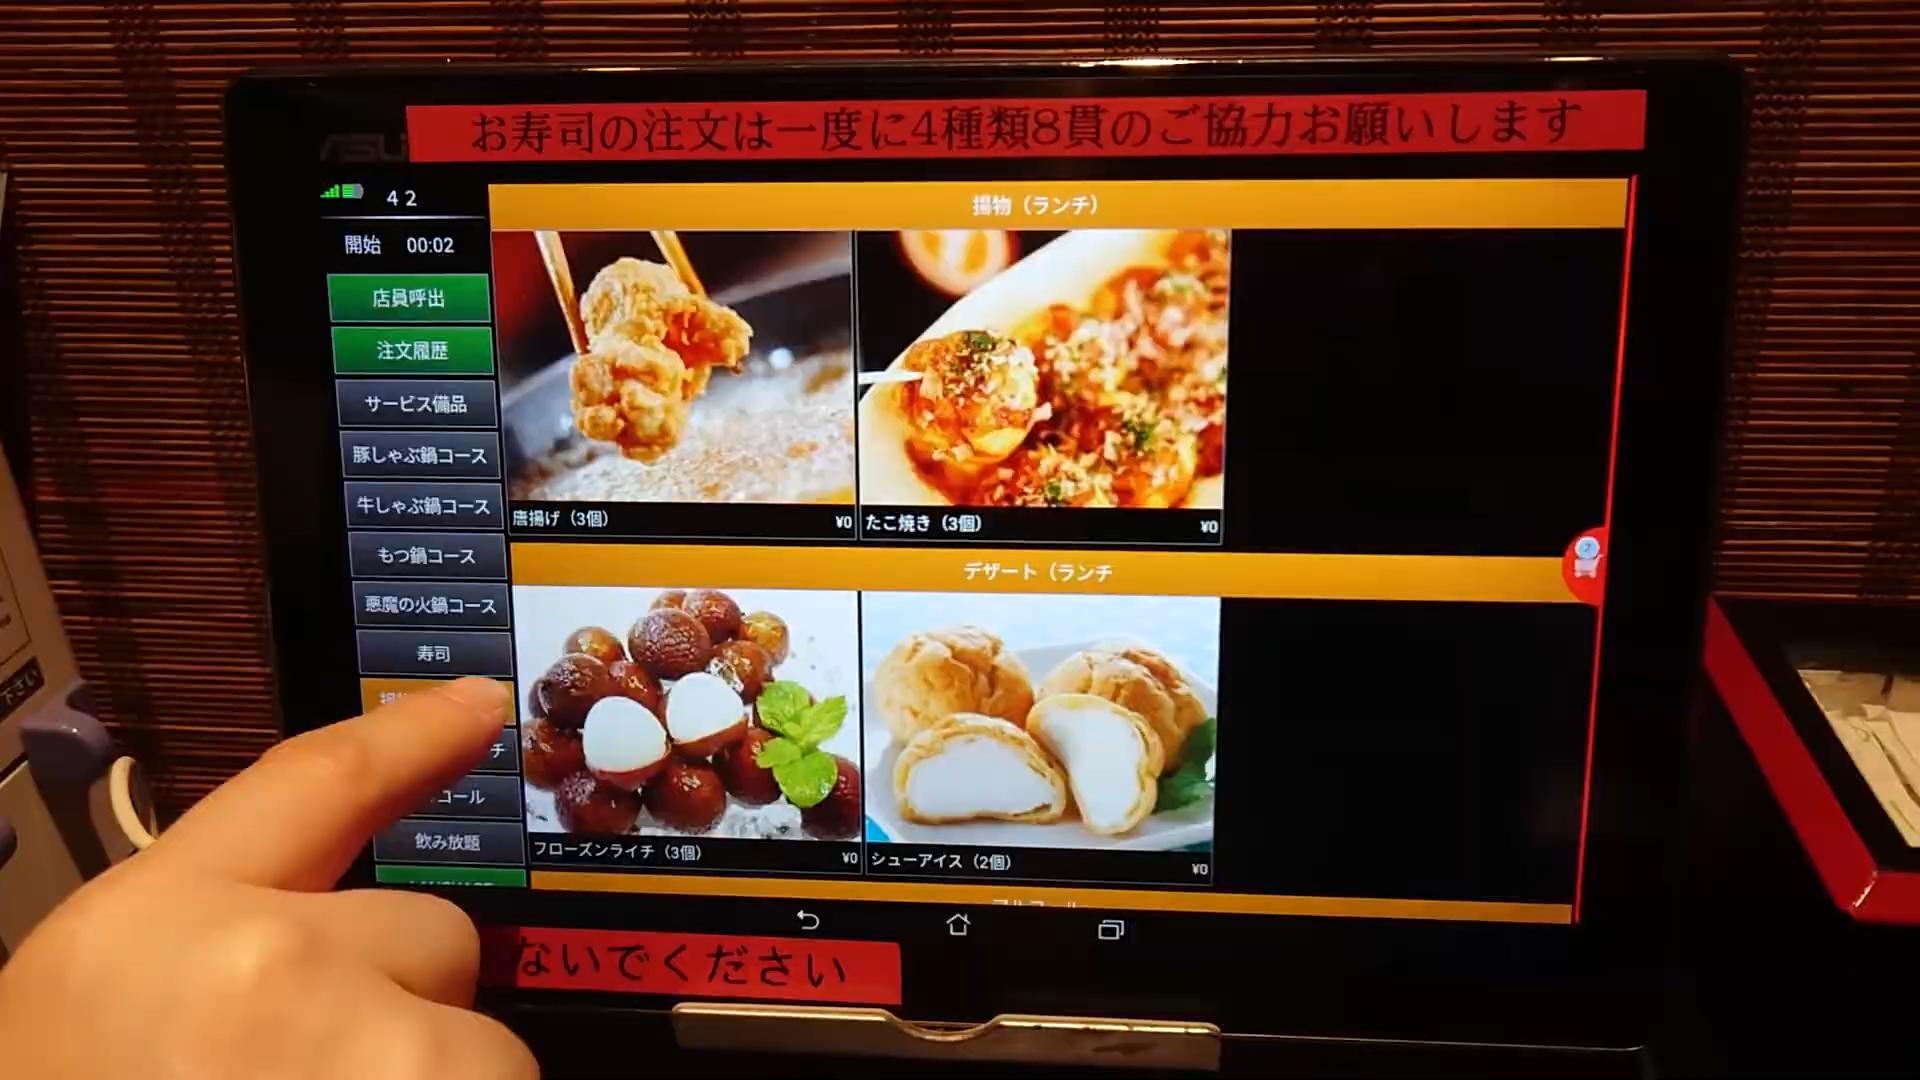 お寿司の注文は一度に4種類8貫のご協力お願いします
ASU
42
開始 00:02
店員呼出
注文履歴
サービス備品
豚しゃぶ鍋コース
牛しゃぶ鍋コース
もつ鍋コース
悪魔の火鍋コース
寿司
チ
コール
飲み放題
揚物（ランチ）
唐揚げ（3個） ¥0
たこ焼き（3個） ¥0
デザート（ランチ
フローズンライチ（3個） ¥0
シューアイス（2個） ¥0
2
ないでください
下さい